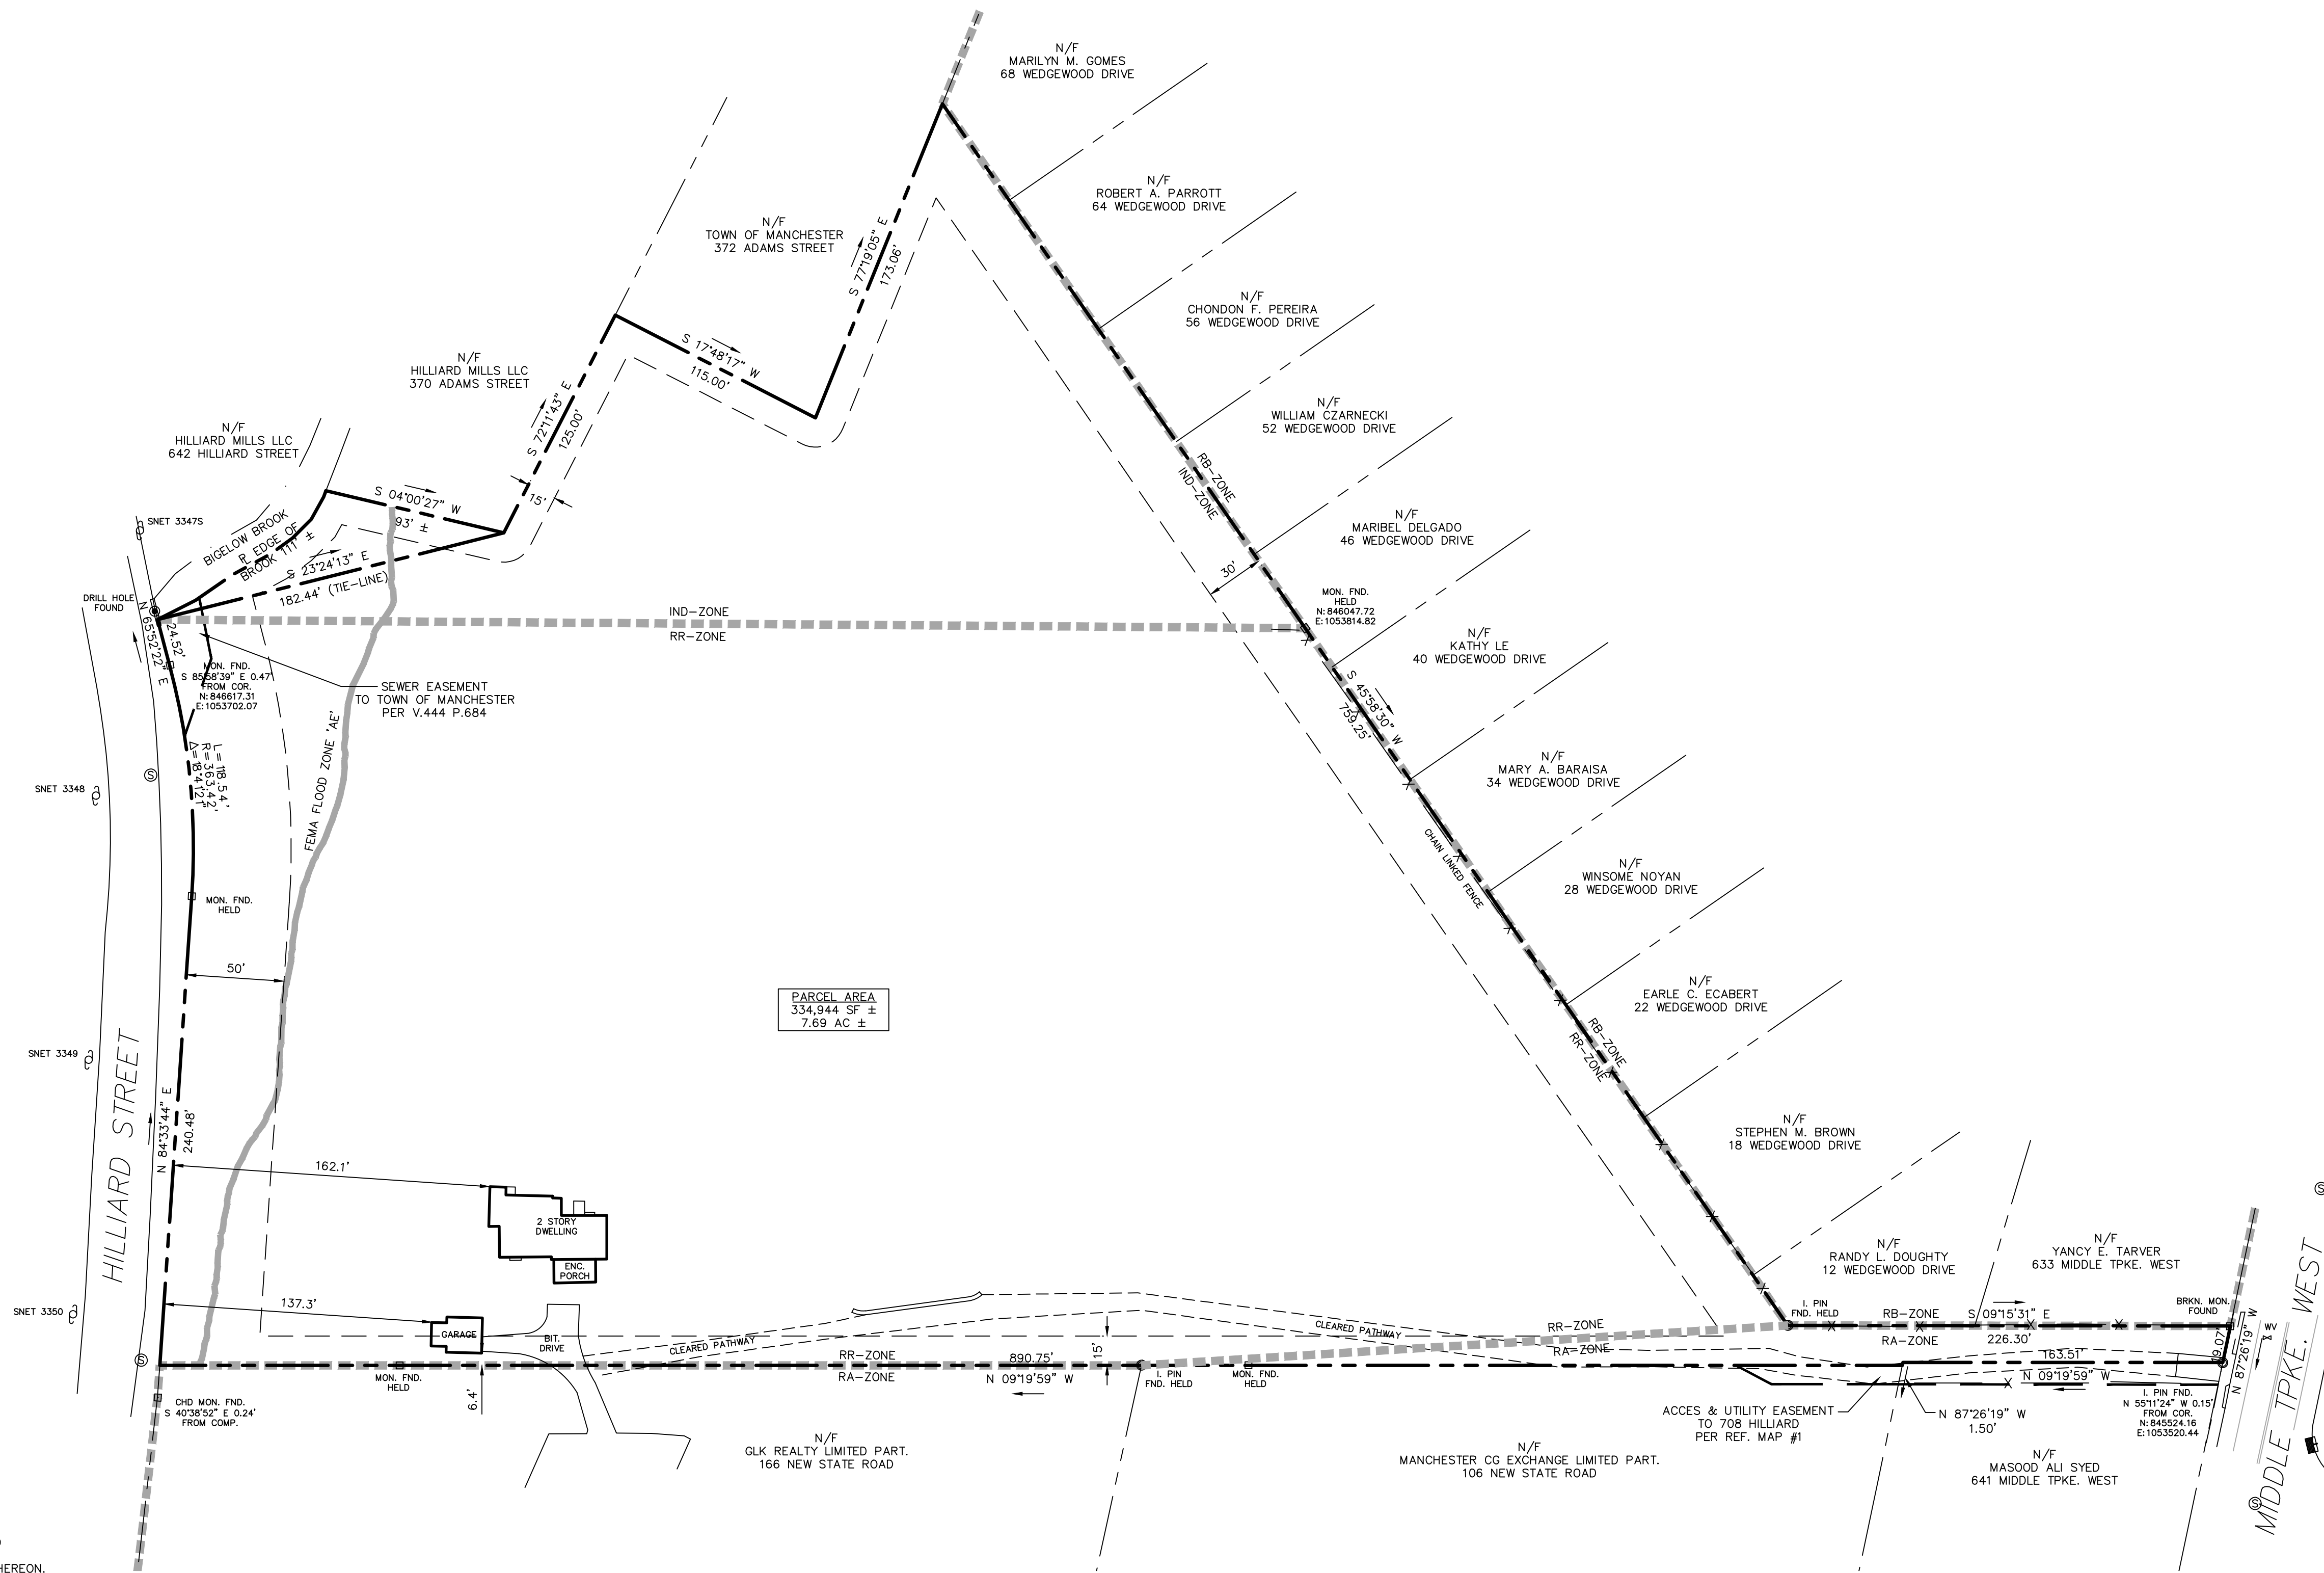 N/F
MARILYN M. GOMES
68 WEDGEWOOD DRIVE
N/F
ROBERT A. PARROTT
64 WEDGEWOOD DRIVE
N/F
TOWN OF MANCHESTER
372 ADAMS STREET
S 77°19'05" E
173.06'
N/F
CHONDON F. PEREIRA
56 WEDGEWOOD DRIVE
N/F
HILLIARD MILLS LLC
370 ADAMS STREET
S 17°48'17" W
115.00'
S 72°11'43" E
125.00'
15'
N/F
WILLIAM CZARNECKI
52 WEDGEWOOD DRIVE
RB-ZONE
IND-ZONE
N/F
HILLIARD MILLS LLC
642 HILLIARD STREET
S 04°00'27" W
93' ±
SNET 3347S
BIGELOW BROOK
℄ EDGE OF
BROOK 111' ±
S 23°24'13" E
182.44' (TIE-LINE)
N/F
MARIBEL DELGADO
46 WEDGEWOOD DRIVE
30'
DRILL HOLE
FOUND
N 65°52'22" E
24.52'
IND-ZONE
RR-ZONE
MON. FND.
HELD
N:846047.72
E:1053814.82
N/F
KATHY LE
40 WEDGEWOOD DRIVE
MON. FND.
S 85°58'39" E 0.47'
FROM COR.
N:846617.31
E:1053702.07
SEWER EASEMENT
TO TOWN OF MANCHESTER
PER V.444 P.684
S 45°58'30" W
759.25'
L=118.54'
R=363.42'
Δ=18°41'21"
FEMA FLOOD ZONE 'AE'
SNET 3348
N/F
MARY A. BARAISA
34 WEDGEWOOD DRIVE
CHAIN LINKED FENCE
N/F
WINSOME NOYAN
28 WEDGEWOOD DRIVE
MON. FND.
HELD
50'
PARCEL AREA
334,944 SF ±
7.69 AC ±
N/F
EARLE C. ECABERT
22 WEDGEWOOD DRIVE
RB-ZONE
RR-ZONE
SNET 3349
HILLIARD STREET
N 84°33'44" E
240.48'
N/F
STEPHEN M. BROWN
18 WEDGEWOOD DRIVE
162.1'
2 STORY
DWELLING
ENC.
PORCH
N/F
RANDY L. DOUGHTY
12 WEDGEWOOD DRIVE
N/F
YANCY E. TARVER
633 MIDDLE TPKE. WEST
SNET 3350
137.3'
GARAGE
BIT.
DRIVE
CLEARED PATHWAY
CLEARED PATHWAY
I. PIN
FND. HELD
RB-ZONE
S 09°15'31" E
BRKN. MON.
FOUND
RA-ZONE
226.30'
WV
RR-ZONE
RA-ZONE
RR-ZONE
890.75'
RA-ZONE
N 09°19'59" W
15'
163.51'
N 09°19'59" W
19.07'
N 87°26'19" W
MIDDLE TPKE. WEST
MON. FND.
HELD
6.4'
I. PIN
FND. HELD
MON. FND.
HELD
CHD MON. FND.
S 40°38'52" E 0.24'
FROM COMP.
ACCES & UTILITY EASEMENT
TO 708 HILLIARD
PER REF. MAP #1
N 87°26'19" W
1.50'
I. PIN FND.
N 55°11'24" W 0.15'
FROM COR.
N:845524.16
E:1053520.44
N/F
GLK REALTY LIMITED PART.
166 NEW STATE ROAD
N/F
MANCHESTER CG EXCHANGE LIMITED PART.
106 NEW STATE ROAD
N/F
MASOOD ALI SYED
641 MIDDLE TPKE. WEST
HEREON.